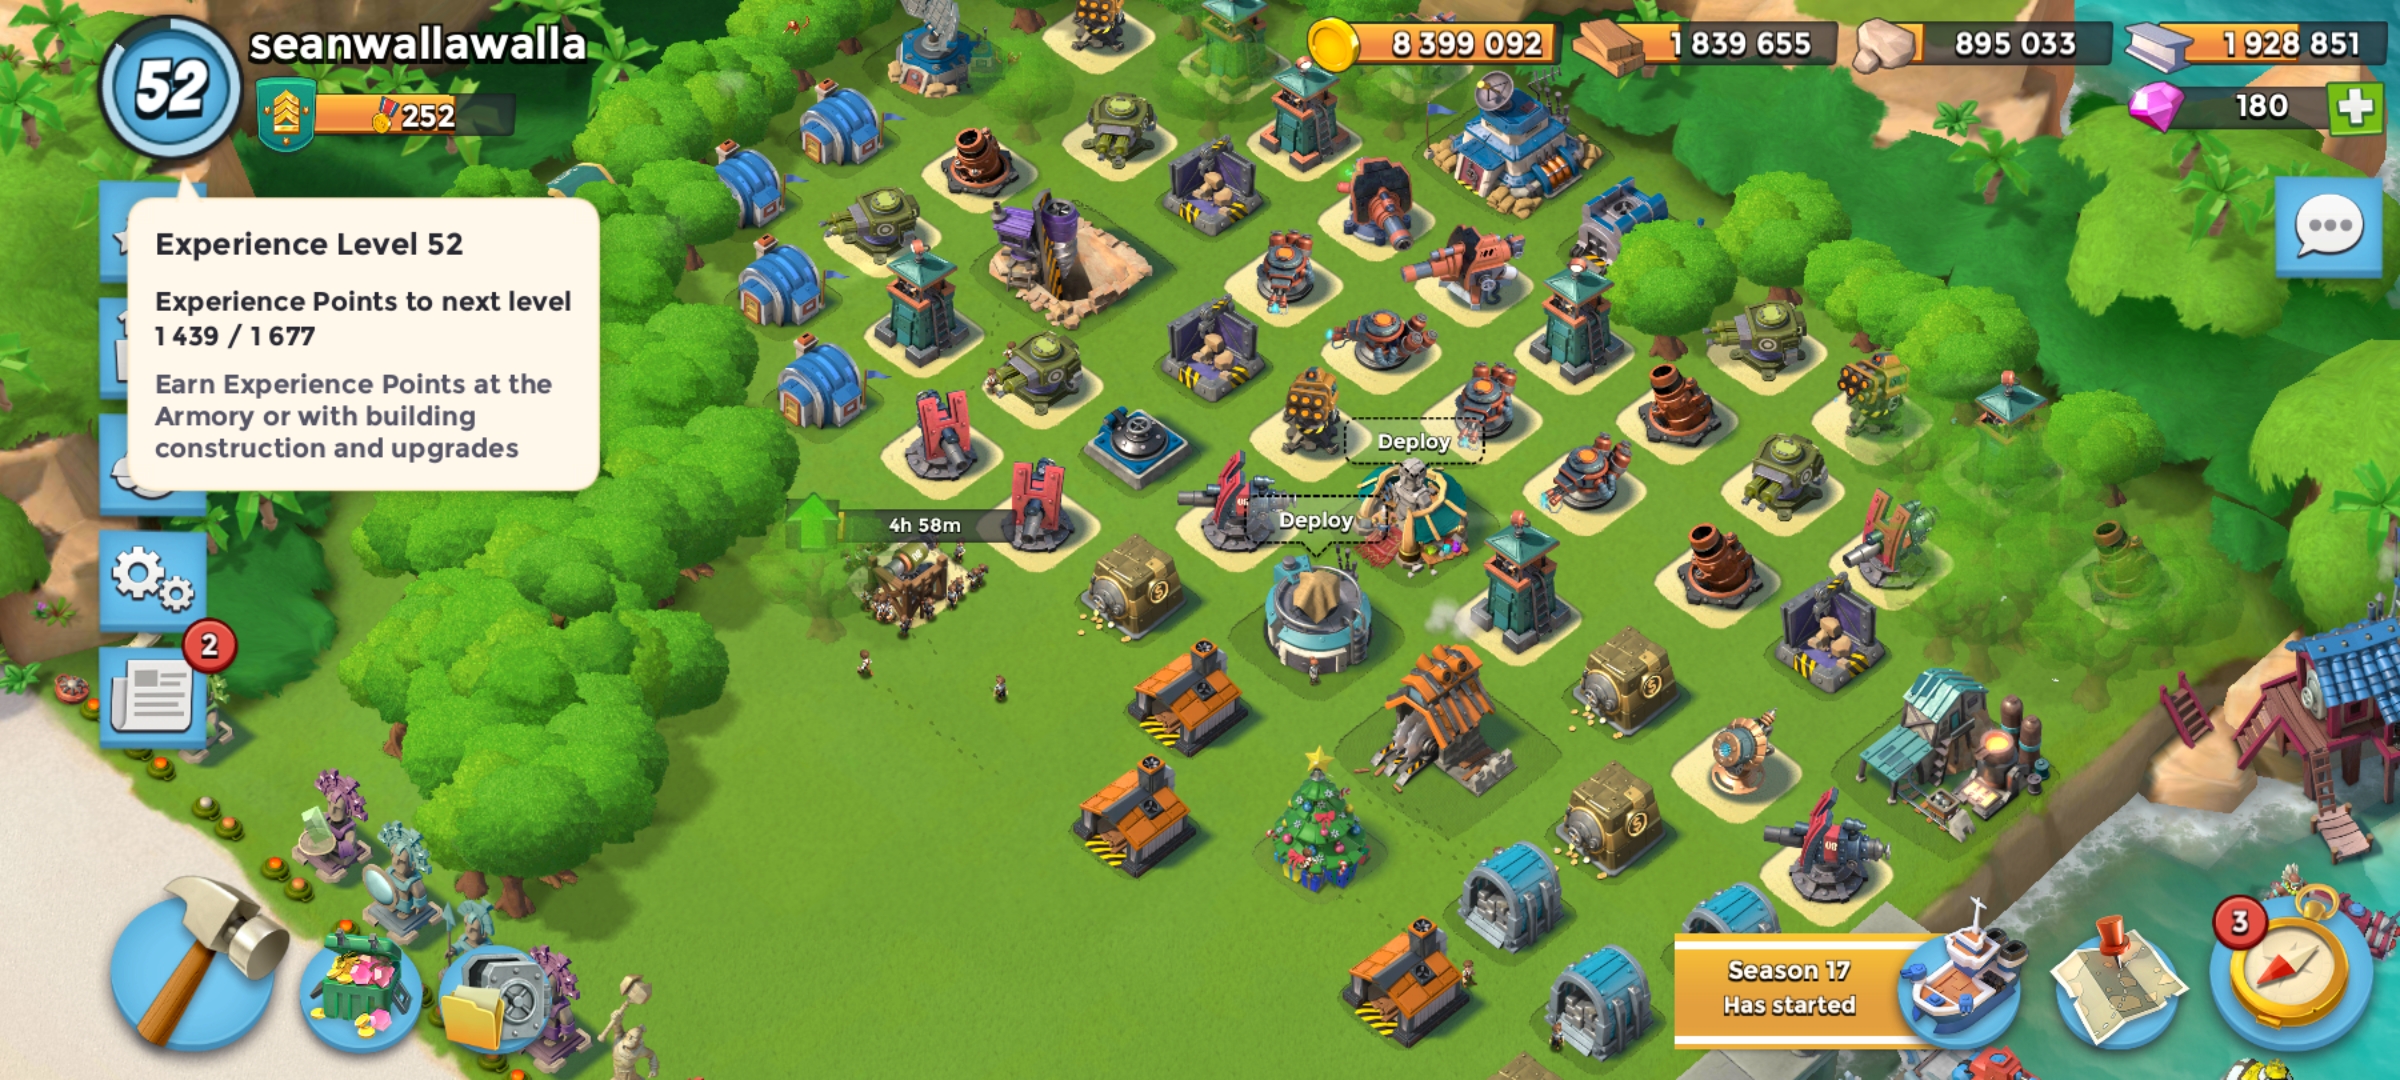 52
seanwallawalla
252
8 399 092
1 839 655
895 033
1 928 851
180
Experience Level 52
Experience Points to next level
1 439 / 1 677
Earn Experience Points at the
Armory or with building
construction and upgrades
Deploy
Deploy
4h 58m
2
Season 17
Has started
3